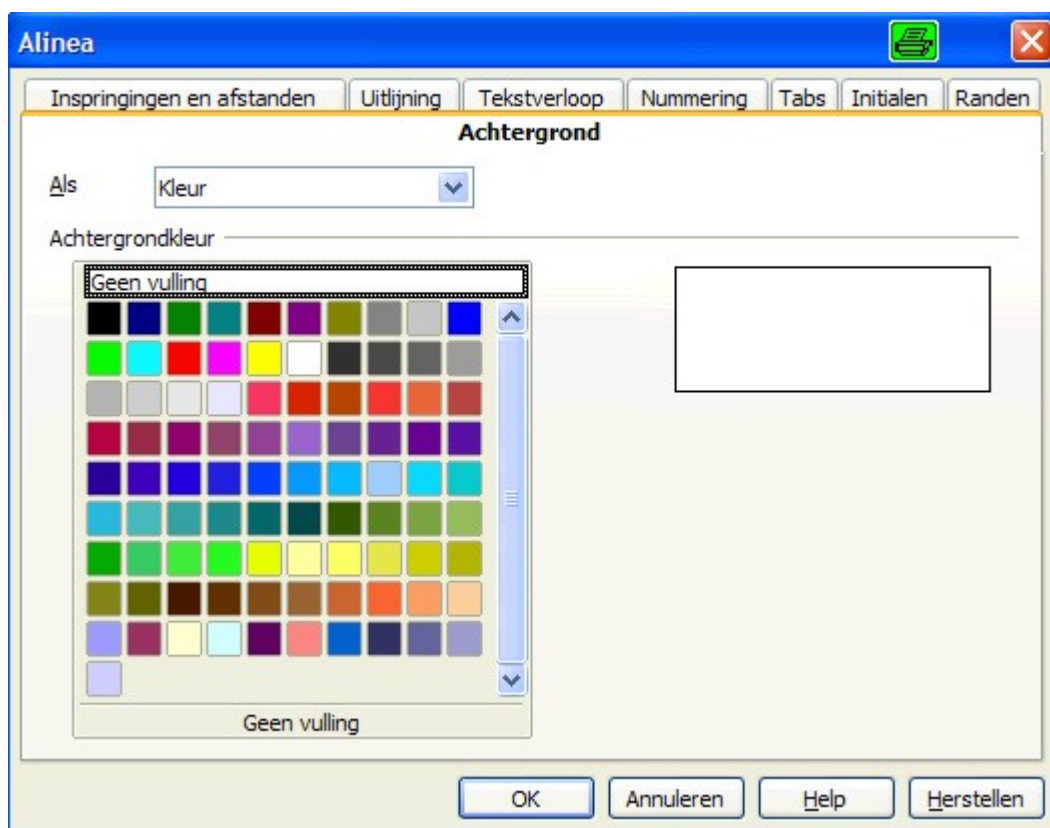 Alinea
Inspringingen en afstanden Uitlijning Tekstverloop Nummering Tabs Initialen Randen
Achtergrond
Als Kleur
Achtergrondkleur
Geen vulling
Geen vulling
OK Annuleren Help Herstellen